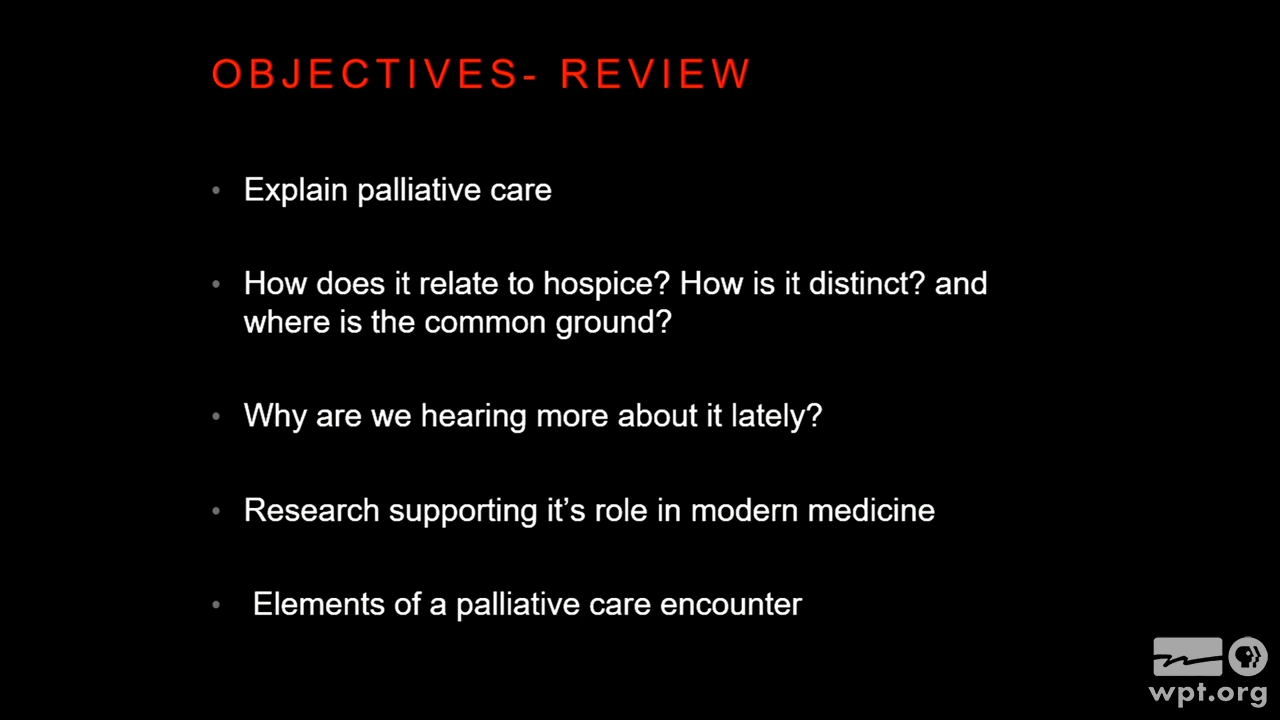 OBJECTIVES- REVIEW
• Explain palliative care
• How does it relate to hospice? How is it distinct? and
where is the common ground?
• Why are we hearing more about it lately?
• Research supporting it’s role in modern medicine
• Elements of a palliative care encounter
wpt.org